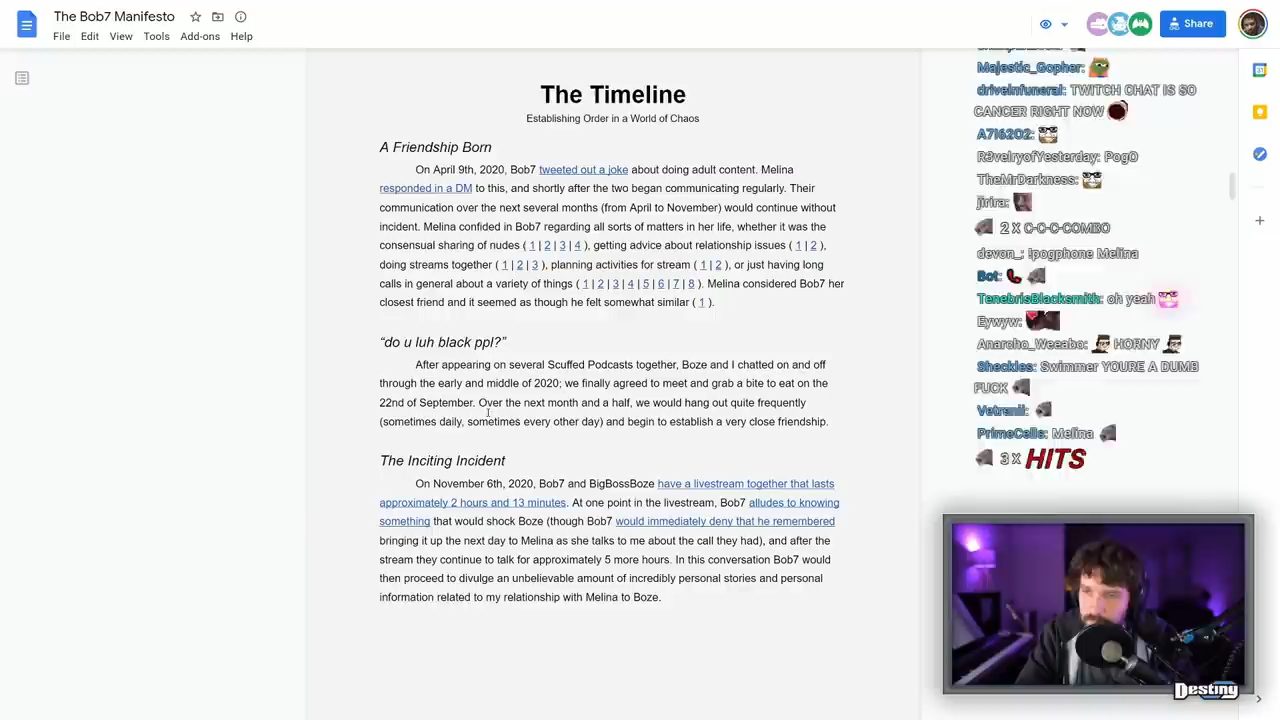 The Bob7 Manifesto
File Edit View Tools Add-ons Help
Share
The Timeline
Establishing Order in a World of Chaos
A Friendship Born
On April 9th, 2020, Bob7 tweeted out a joke about doing adult content. Melina
responded in a DM to this, and shortly after the two began communicating regularly. Their
communication over the next several months (from April to November) would continue without
incident. Melina confided in Bob7 regarding all sorts of matters in her life, whether it was the
consensual sharing of nudes ( 1 | 2 | 3 | 4 ), getting advice about relationship issues ( 1 | 2 ),
doing streams together ( 1 | 2 | 3 ), planning activities for stream ( 1 | 2 ), or just having long
calls in general about a variety of things ( 1 | 2 | 3 | 4 | 5 | 6 | 7 | 8 ). Melina considered Bob7 her
closest friend and it seemed as though he felt somewhat similar ( 1 ).
“do u luh black ppl?”
After appearing on several Scuffed Podcasts together, Boze and I chatted on and off
through the early and middle of 2020; we finally agreed to meet and grab a bite to eat on the
22nd of September. Over the next month and a half, we would hang out quite frequently
(sometimes daily, sometimes every other day) and begin to establish a very close friendship.
The Inciting Incident
On November 6th, 2020, Bob7 and BigBossBoze have a livestream together that lasts
approximately 2 hours and 13 minutes. At one point in the livestream, Bob7 alludes to knowing
something that would shock Boze (though Bob7 would immediately deny that he remembered
bringing it up the next day to Melina as she talks to me about the call they had), and after the
stream they continue to talk for approximately 5 more hours. In this conversation Bob7 would
then proceed to divulge an unbelievable amount of incredibly personal stories and personal
information related to my relationship with Melina to Boze.
Majestic_Gopher:
driveinfuneral: TWITCH CHAT IS SO
CANCER RIGHT NOW
A7I62O2:
R3velryofYesterday: PogO
TheMrDarkness:
jirira:
2 X C-C-C-COMBO
devon_: !pogphone Melina
Bot:
TenebrisBlacksmith: oh yeah
Eywyw:
Anarcho_Weeabo: HORNY
Sheckles: Swimmer YOURE A DUMB
FUCK
Vetrenii:
PrimeCells: Melina
3 X HITS
Destiny